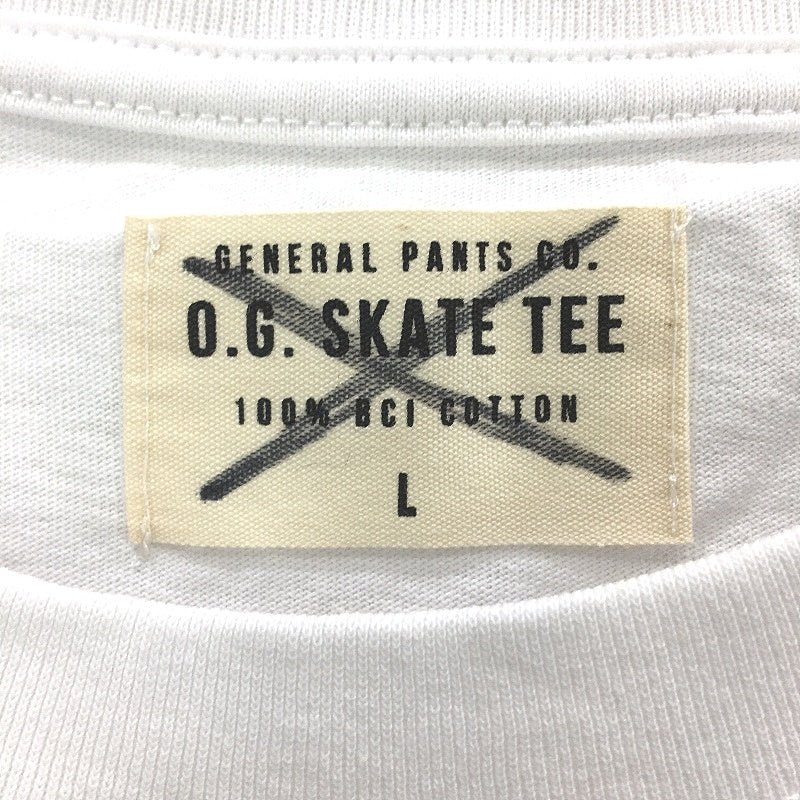 GENERAL PANTS CO.
O.G. SKATE TEE
100% BCI COTTON
L